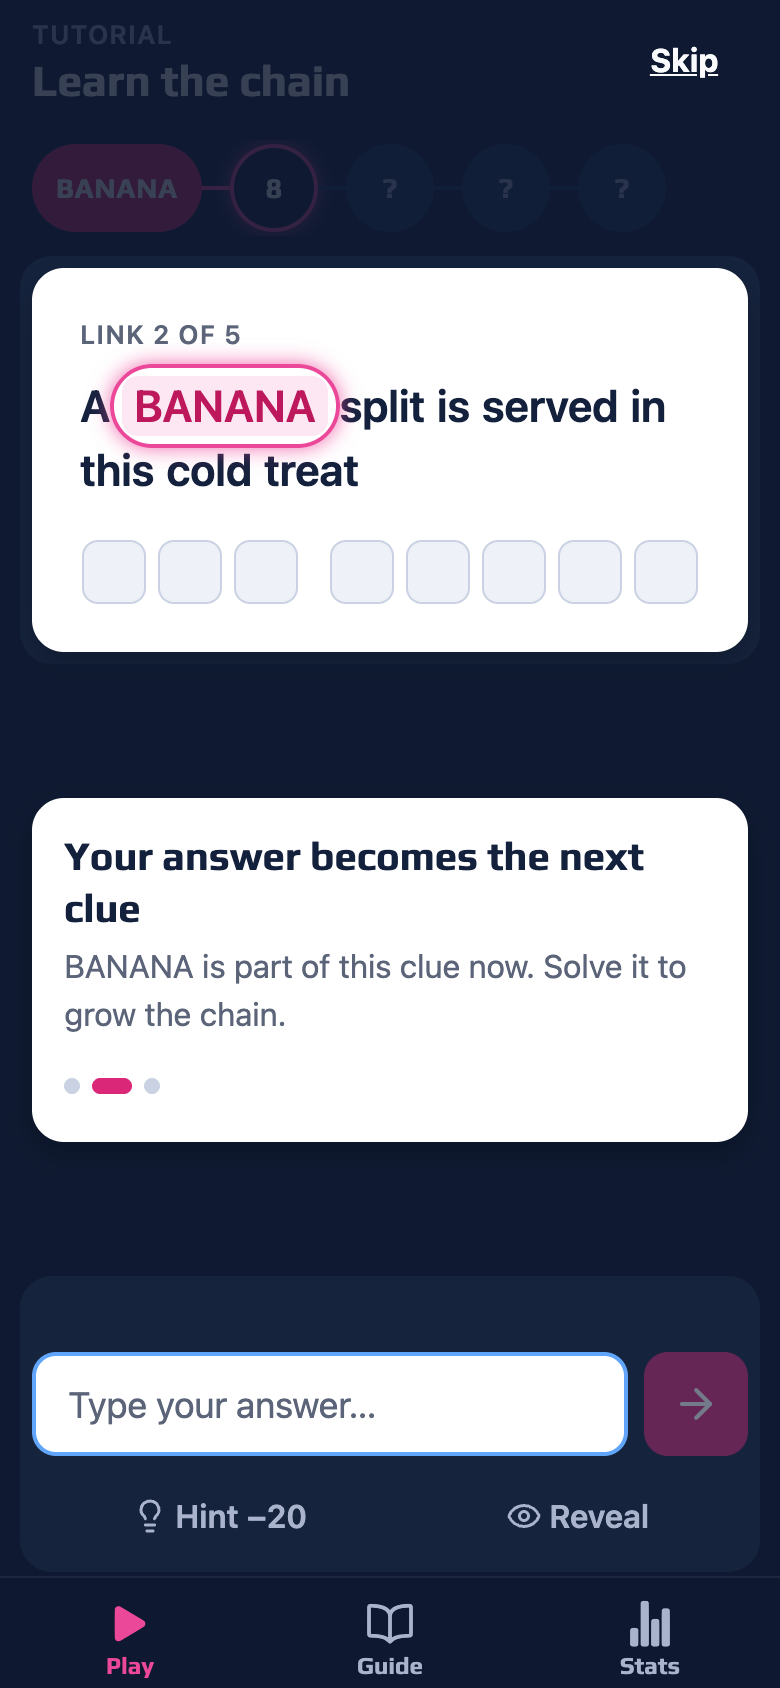 TUTORIAL
Skip
Learn the chain
BANANA 8 ? ? ?
LINK 2 OF 5
A BANANA split is served in
this cold treat
Your answer becomes the next
clue
BANANA is part of this clue now. Solve it to
grow the chain.
Type your answer...
Hint –20 Reveal
Play Guide Stats